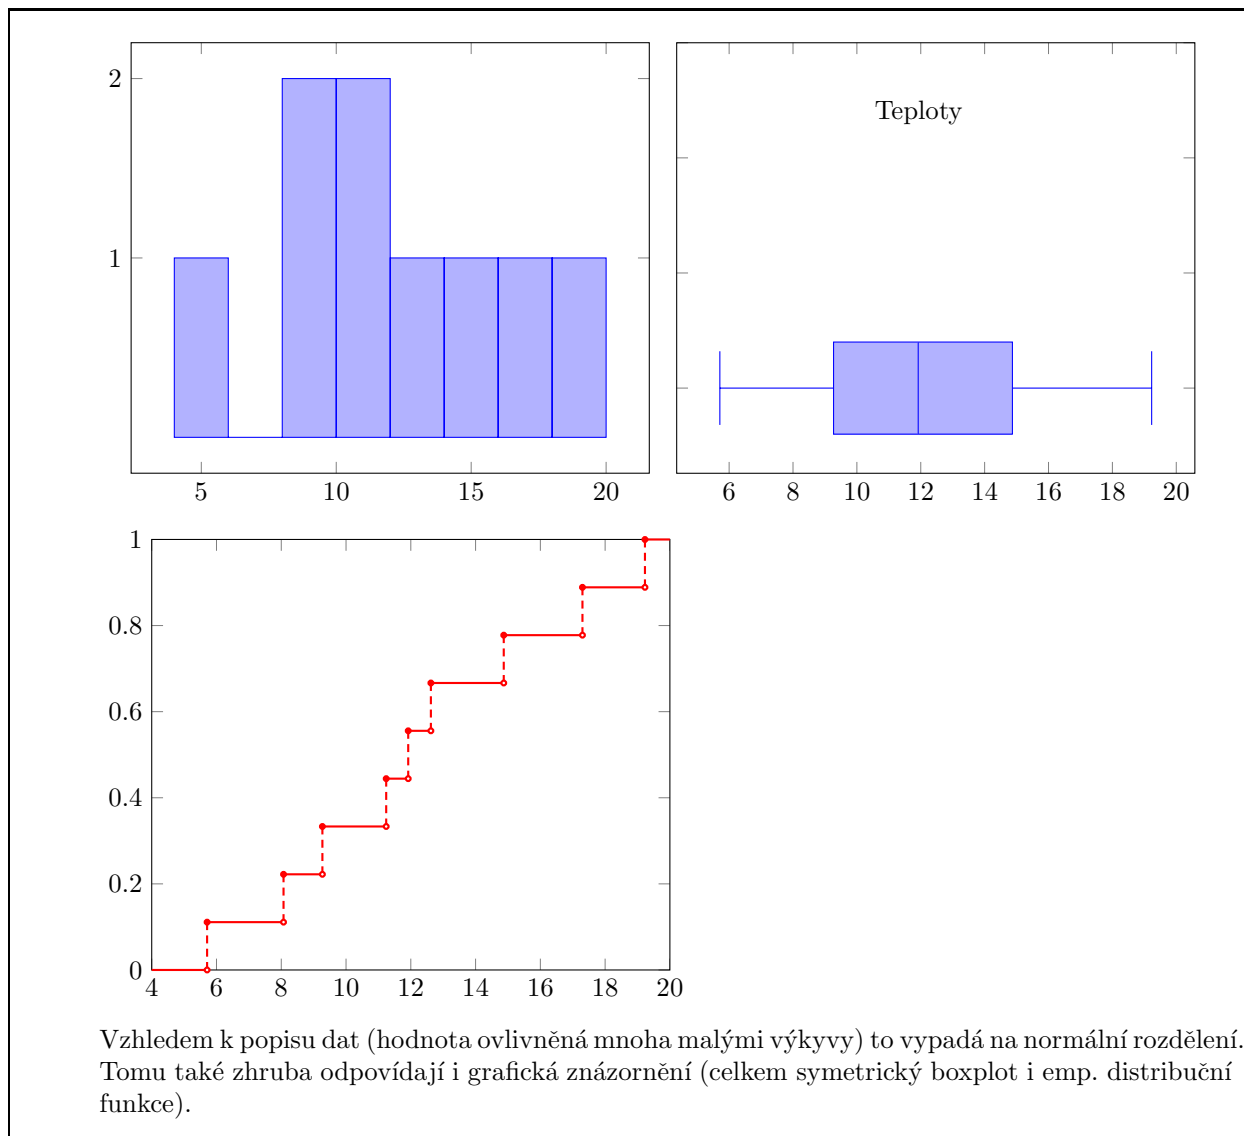 2
1
5 10 15 20
Teploty
6 8 10 12 14 16 18 20
1
0.8
0.6
0.4
0.2
0
4 6 8 10 12 14 16 18 20
Vzhledem k popisu dat (hodnota ovlivněná mnoha malými výkyvy) to vypadá na normální rozdělení.
Tomu také zhruba odpovídají i grafická znázornění (celkem symetrický boxplot i emp. distribuční
funkce).